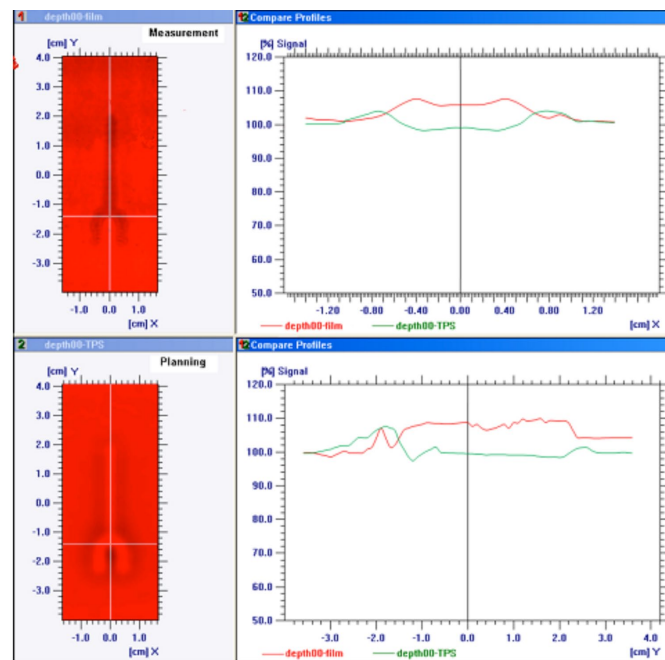 1 depth00-film
Measurement
[cm] Y
4.0
3.0
2.0
1.0
0.0
-1.0
-2.0
-3.0
-1.0 0.0 1.0
[cm] X
Compare Profiles
[%] Signal
120.0
110.0
100.0
90.0
80.0
70.0
60.0
50.0
-1.20 -0.80 -0.40 0.00 0.40 0.80 1.20
[cm] X
depth00-film depth00-TPS
2 depth00-TPS
Planning
[cm] Y
4.0
3.0
2.0
1.0
0.0
-1.0
-2.0
-3.0
-1.0 0.0 1.0
[cm] X
Compare Profiles
[%] Signal
120.0
110.0
100.0
90.0
80.0
70.0
60.0
50.0
-3.0 -2.0 -1.0 0.0 1.0 2.0 3.0 4.0
[cm] Y
depth00-film depth00-TPS